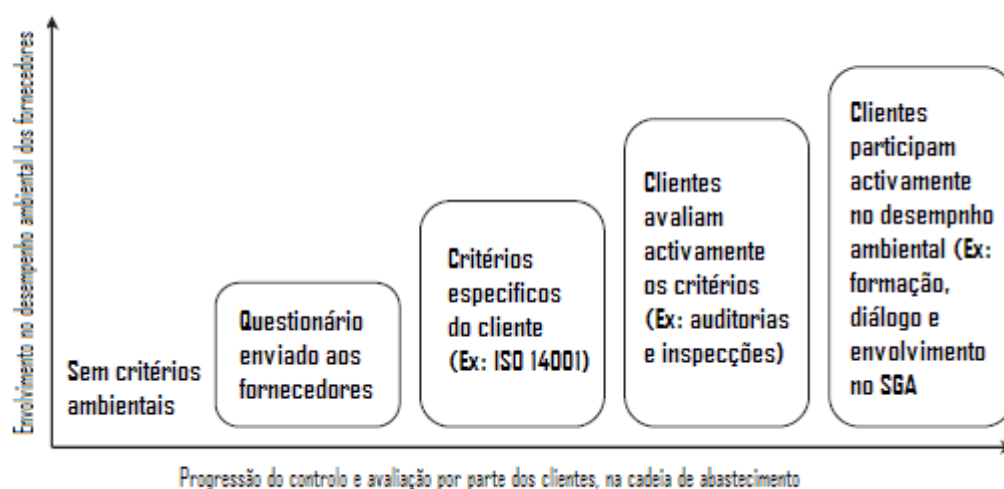 Envolvimento no desempenho ambiental dos fornecedores
Sem critérios
ambientais
Questionário
enviado aos
fornecedores
Critérios
especificos
do cliente
(Ex: ISO 14001)
Clientes
avaliam
activamente
os critérios
(Ex: auditorias
e inspecções)
Clientes
participam
activamente
no desempnho
ambiental (Ex:
formação,
diálogo e
envolvimento
no SGA
Progressão do controlo e avaliação por parte dos clientes, na cadeia de abastecimento